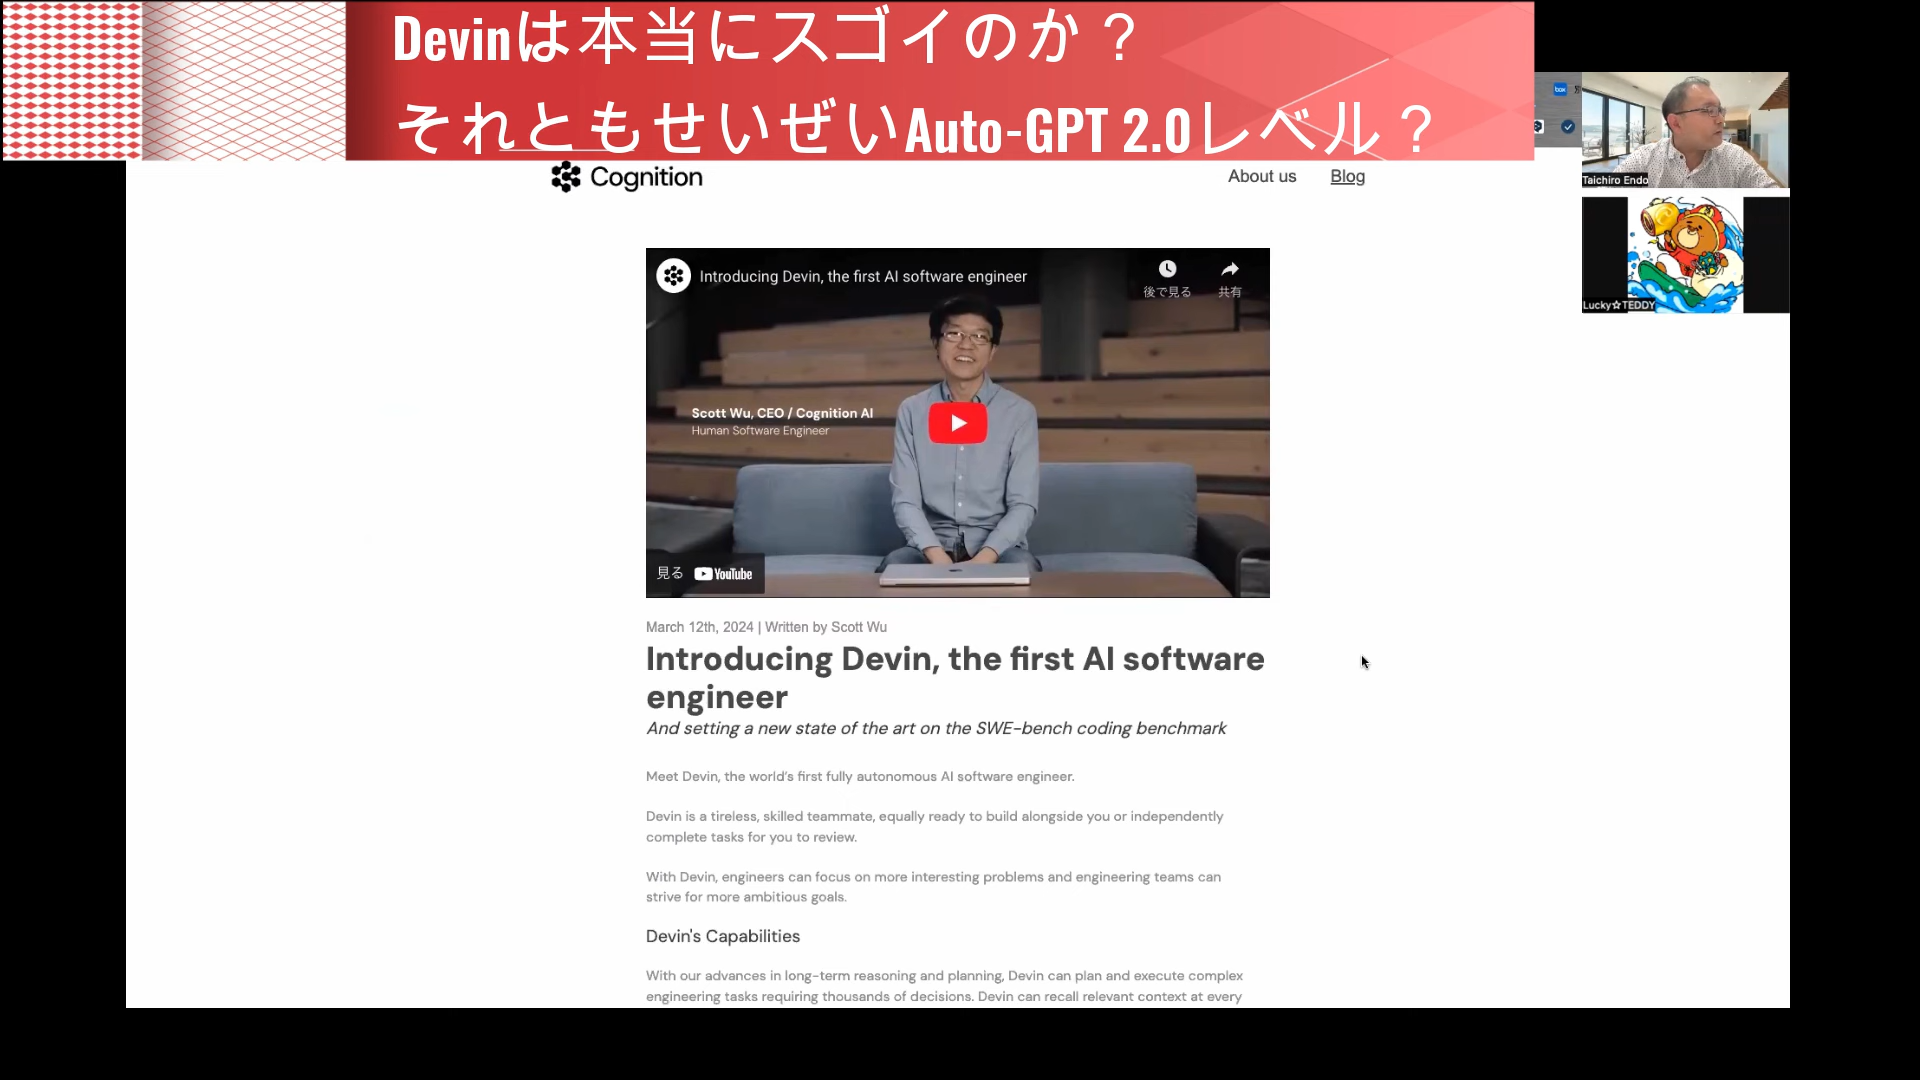 Devinは本当にスゴイのか？
それともせいぜいAuto-GPT 2.0レベル？
Cognition
About us
Blog
box
Taichiro Endo
Lucky☆TEDDY
Introducing Devin, the first AI software engineer
後で見る
共有
Scott Wu, CEO / Cognition AI
Human Software Engineer
見る
YouTube
March 12th, 2024 | Written by Scott Wu
Introducing Devin, the first AI software
engineer
And setting a new state of the art on the SWE-bench coding benchmark
Meet Devin, the world's first fully autonomous AI software engineer.
Devin is a tireless, skilled teammate, equally ready to build alongside you or independently
complete tasks for you to review.
With Devin, engineers can focus on more interesting problems and engineering teams can
strive for more ambitious goals.
Devin's Capabilities
With our advances in long-term reasoning and planning, Devin can plan and execute complex
engineering tasks requiring thousands of decisions. Devin can recall relevant context at every